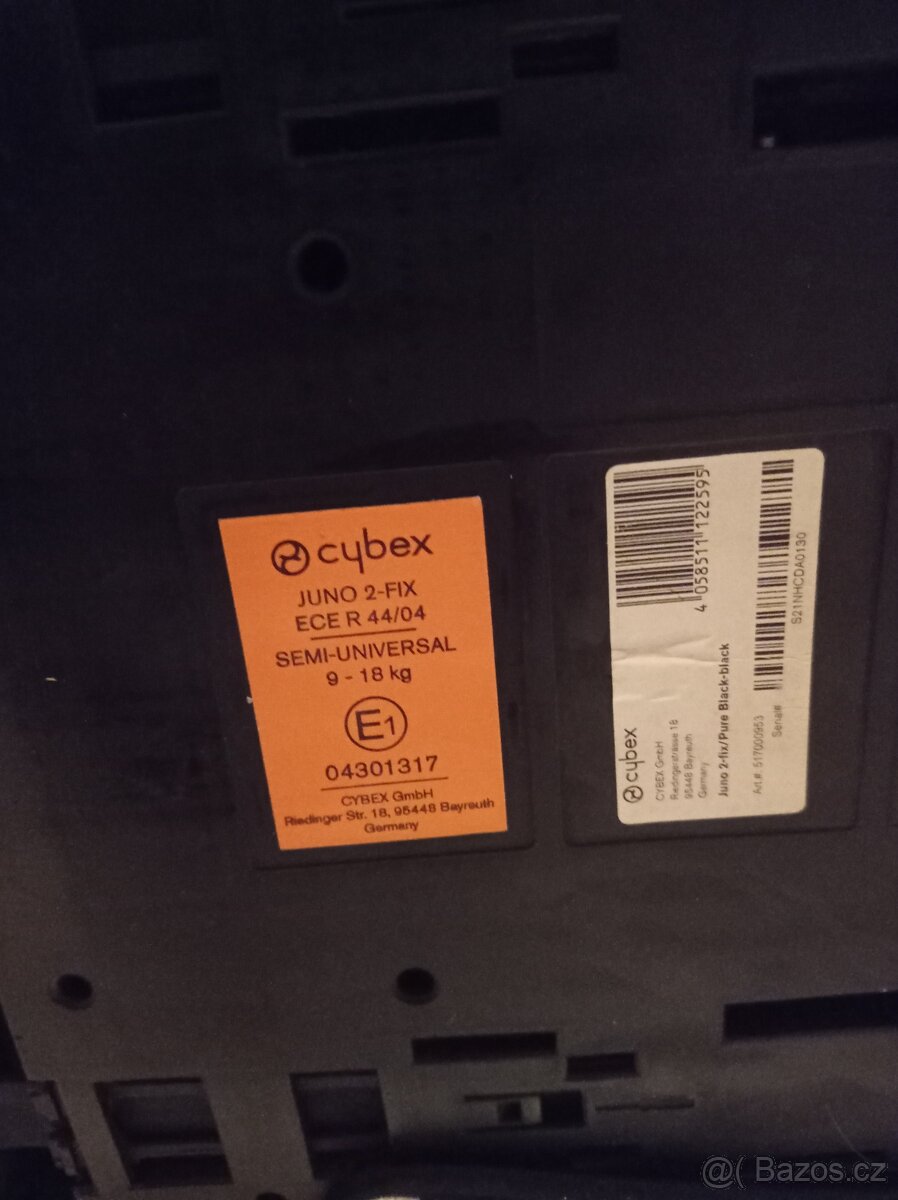 cybex
JUNO 2-FIX
ECE R 44/04
SEMI-UNIVERSAL
9 - 18 kg
E1
04301317
CYBEX GmbH
Riedinger Str. 18, 95448 Bayreuth
Germany
4 058511 122595
cybex
CYBEX GmbH
Riedingerstrasse 18
95448 Bayreuth
Germany
Juno 2-fix/Pure Black-black
Art.#: 517000953
Serial#
S21NHCDA0130
@( Bazos.cz